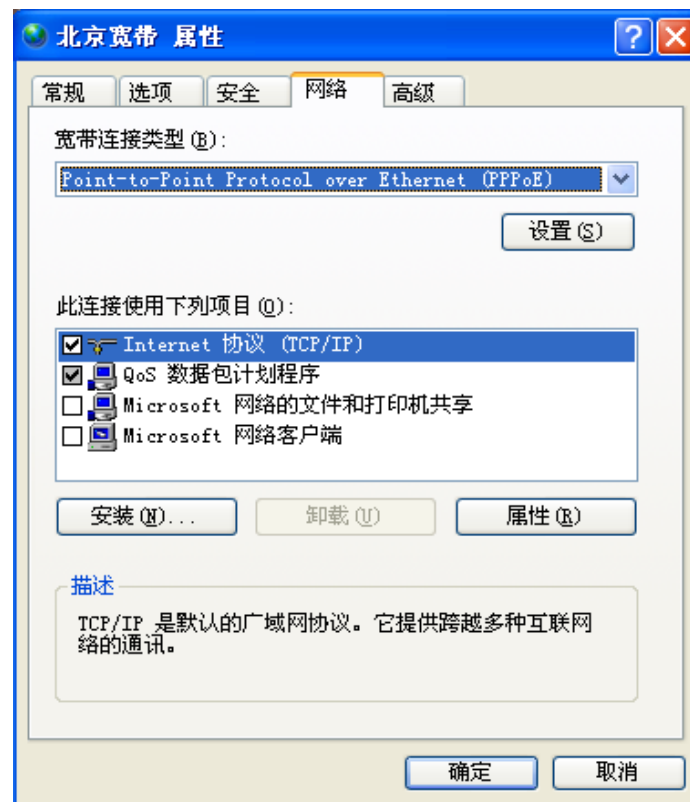 北京宽带 属性
常规 选项 安全 网络 高级
宽带连接类型(B):
Point-to-Point Protocol over Ethernet (PPPoE)
设置(S)
此连接使用下列项目(O):
Internet 协议 (TCP/IP)
QoS 数据包计划程序
Microsoft 网络的文件和打印机共享
Microsoft 网络客户端
安装(N)... 卸载(U) 属性(R)
描述
TCP/IP 是默认的广域网协议。它提供跨越多种互联网
络的通讯。
确定 取消